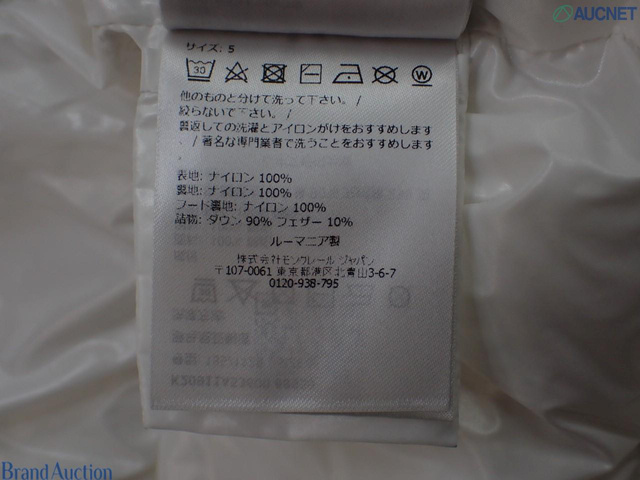 AUCNET
サイズ: 5
30
他のものと分けて洗って下さい。/
絞らないで下さい。/
裏返しての洗濯とアイロンがけをおすすめします
. / 著名な専門業者で洗うことをおすすめします
.
表地: ナイロン 100%
裏地: ナイロン 100%
フード裏地: ナイロン 100%
詰物: ダウン 90% フェザー 10%
ルーマニア製
株式会社モンクレール ジャパン
〒107-0061 東京都港区北青山3-6-7
0120-938-795
Brand Auction